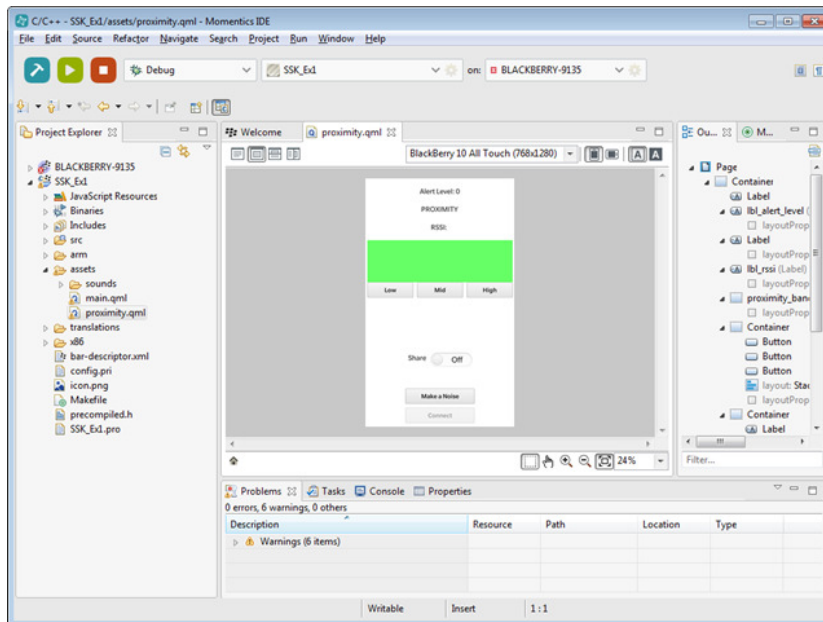 C/C++ - SSK_Ex1/assets/proximity.qml - Momentics IDE
File Edit Source Refactor Navigate Search Project Run Window Help
Debug SSK_Ex1 on: BLACKBERRY-9135
Project Explorer
BLACKBERRY-9135
SSK_Ex1
JavaScript Resources
Binaries
Includes
src
arm
assets
sounds
main.qml
proximity.qml
translations
x86
bar-descriptor.xml
config.pri
icon.png
Makefile
precompiled.h
SSK_Ex1.pro
Welcome proximity.qml
BlackBerry 10 All Touch (768x1280) A A
Alert Level: 0
PROXIMITY
RSSI:
Low Mid High
Share Off
Make a Noise
Connect
24%
Ou... M...
Page
Container
Label
lbl_alert_level (
layoutProp
Label
layoutProp
lbl_rssi (Label)
layoutProp
proximity_ban
layoutProp
Container
Button
Button
Button
layout: Sta
layoutProp
Container
Label
Filter...
Problems Tasks Console Properties
0 errors, 6 warnings, 0 others
Description Resource Path Location Type
Warnings (6 items)
Writable Insert 1 : 1